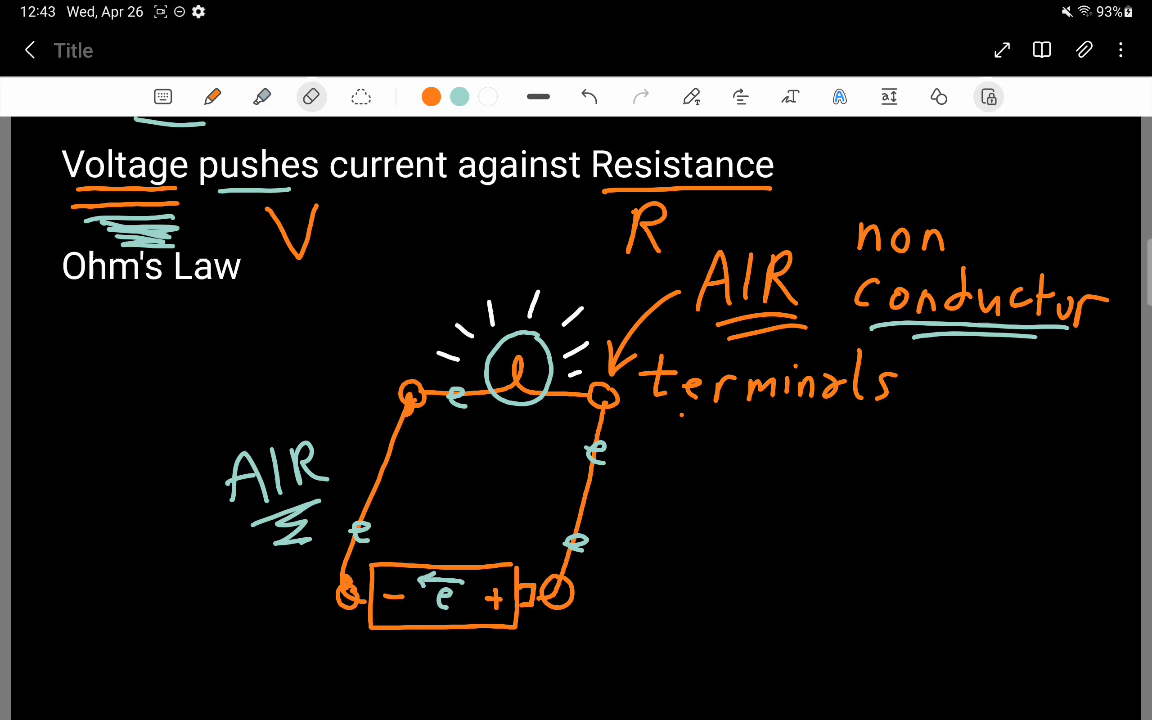 12:43 Wed, Apr 26 93%
Title
Voltage pushes current against Resistance
V R
Ohm's Law
AIR non
conductor
terminals
e
e
AIR
e
e
- e +